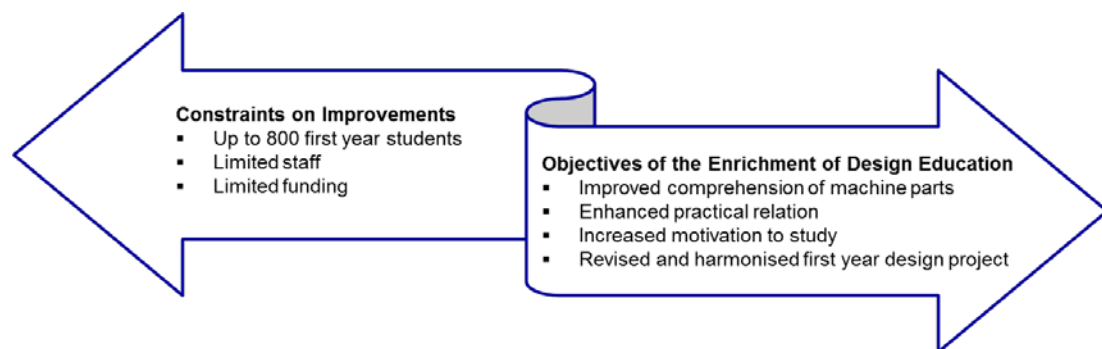 Constraints on Improvements
▪ Up to 800 first year students
▪ Limited staff
▪ Limited funding
Objectives of the Enrichment of Design Education
▪ Improved comprehension of machine parts
▪ Enhanced practical relation
▪ Increased motivation to study
▪ Revised and harmonised first year design project